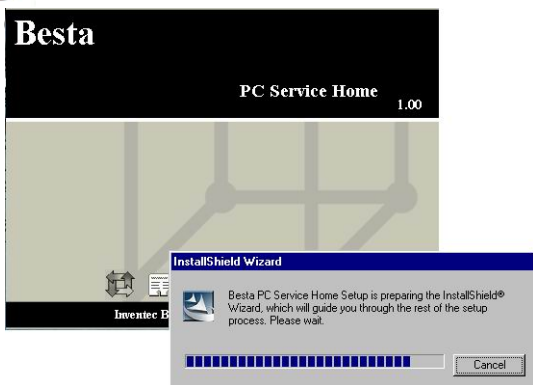 Besta
PC Service Home
1.00
InstallShield Wizard
Besta PC Service Home Setup is preparing the InstallShield®
Wizard, which will guide you through the rest of the setup
process. Please wait.
Inventec B
Cancel